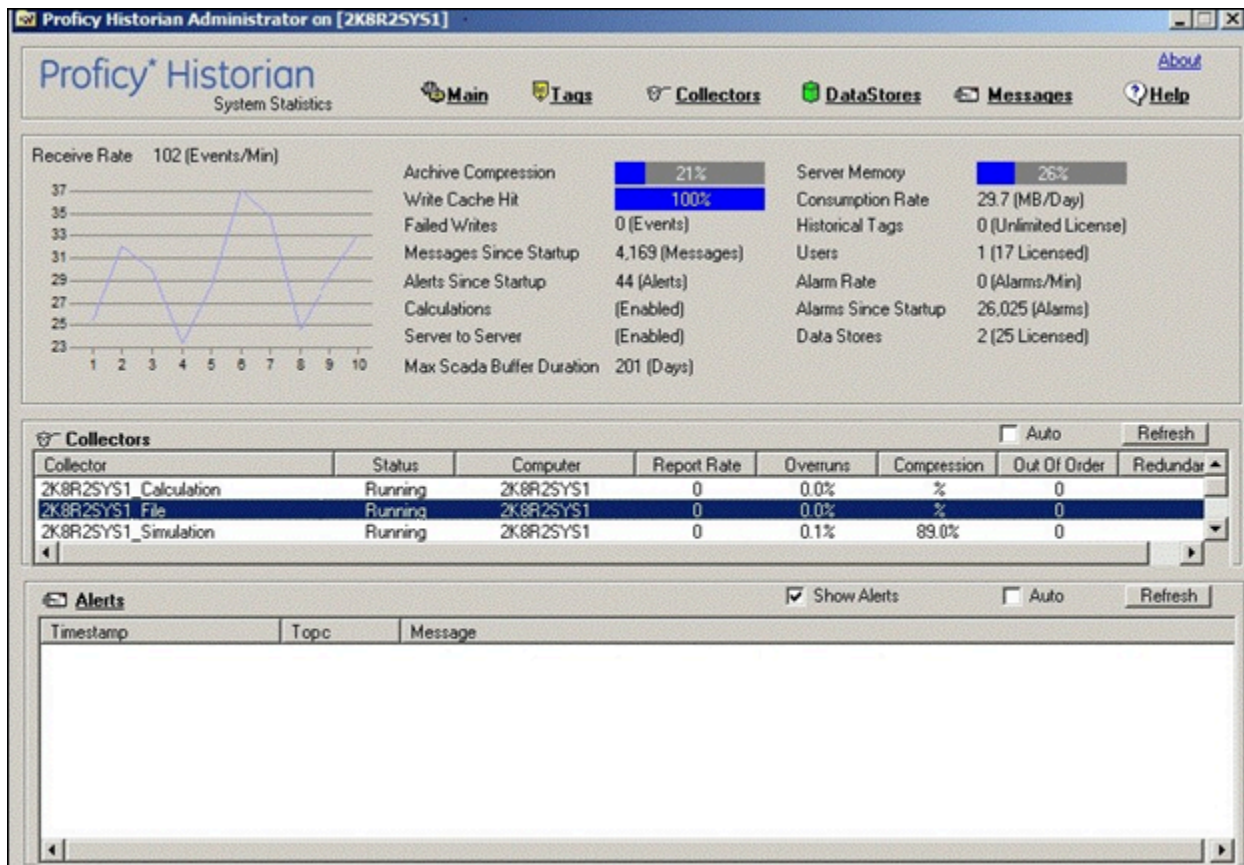 Proficy Historian Administrator on [2K8R2SYS1]
About
Proficy* Historian
System Statistics
Main Tags Collectors DataStores Messages Help
Receive Rate 102 (Events/Min)
37
35
33
31
29
27
25
23
1 2 3 4 5 6 7 8 9 10
Archive Compression 21%
Write Cache Hit 100%
Failed Writes 0 (Events)
Messages Since Startup 4,169 (Messages)
Alerts Since Startup 44 (Alerts)
Calculations (Enabled)
Server to Server (Enabled)
Max Scada Buffer Duration 201 (Days)
Server Memory 26%
Consumption Rate 29.7 (MB/Day)
Historical Tags 0 (Unlimited License)
Users 1 (17 Licensed)
Alarm Rate 0 (Alarms/Min)
Alarms Since Startup 26,025 (Alarms)
Data Stores 2 (25 Licensed)
Collectors Auto Refresh
Collector Status Computer Report Rate Overruns Compression Out Of Order Redundar
2K8R2SYS1_Calculation Running 2K8R2SYS1 0 0.0% % 0
2K8R2SYS1_File Running 2K8R2SYS1 0 0.0% % 0
2K8R2SYS1_Simulation Running 2K8R2SYS1 0 0.1% 89.0% 0
Alerts Show Alerts Auto Refresh
Timestamp Topc Message